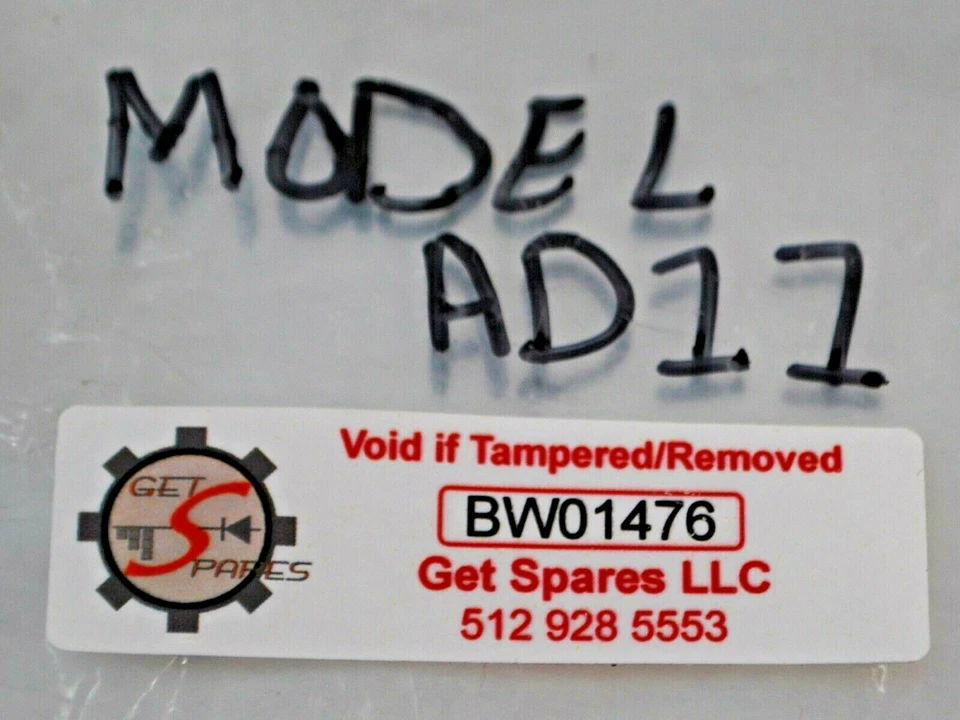 MODEL
AD11
Void if Tampered/Removed
GET
SPARES
BW01476
Get Spares LLC
512 928 5553